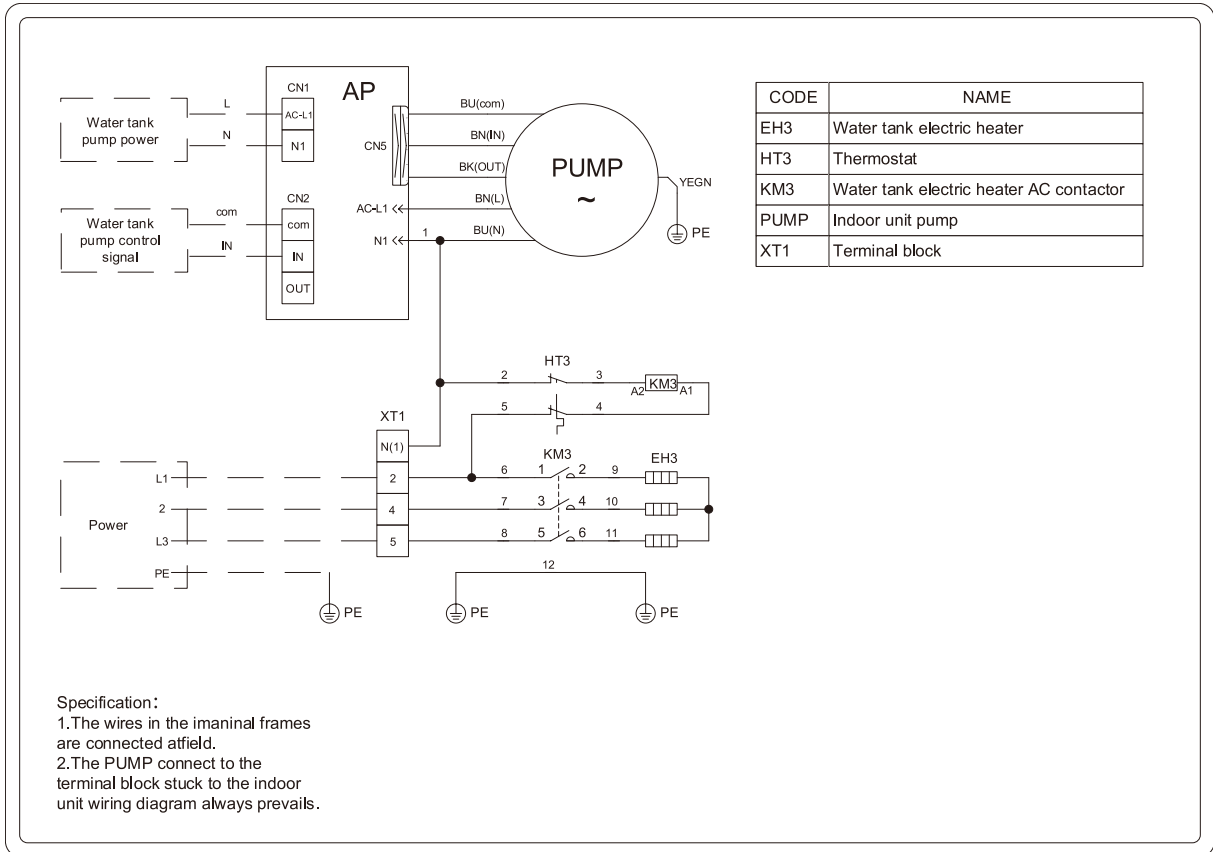 AP
CN1
AC-L1
N1
CN2
com
IN
OUT
CN5
AC-L1
N1
1
L
N
Water tank
pump power
com
IN
Water tank
pump control
signal
BU(com)
BN(IN)
BK(OUT)
BN(L)
BU(N)
PUMP
~
YEGN
PE
CODE NAME
EH3 Water tank electric heater
HT3 Thermostat
KM3 Water tank electric heater AC contactor
PUMP Indoor unit pump
XT1 Terminal block
HT3
2 3 A2 KM3 A1
5 4
XT1
N(1)
2
4
5
KM3
EH3
6 1 2 9
7 3 4 10
8 5 6 11
12
Power
L1
2
L3
PE
PE
PE
PE
Specification:
1.The wires in the imaninal frames
are connected atfield.
2.The PUMP connect to the
terminal block stuck to the indoor
unit wiring diagram always prevails.